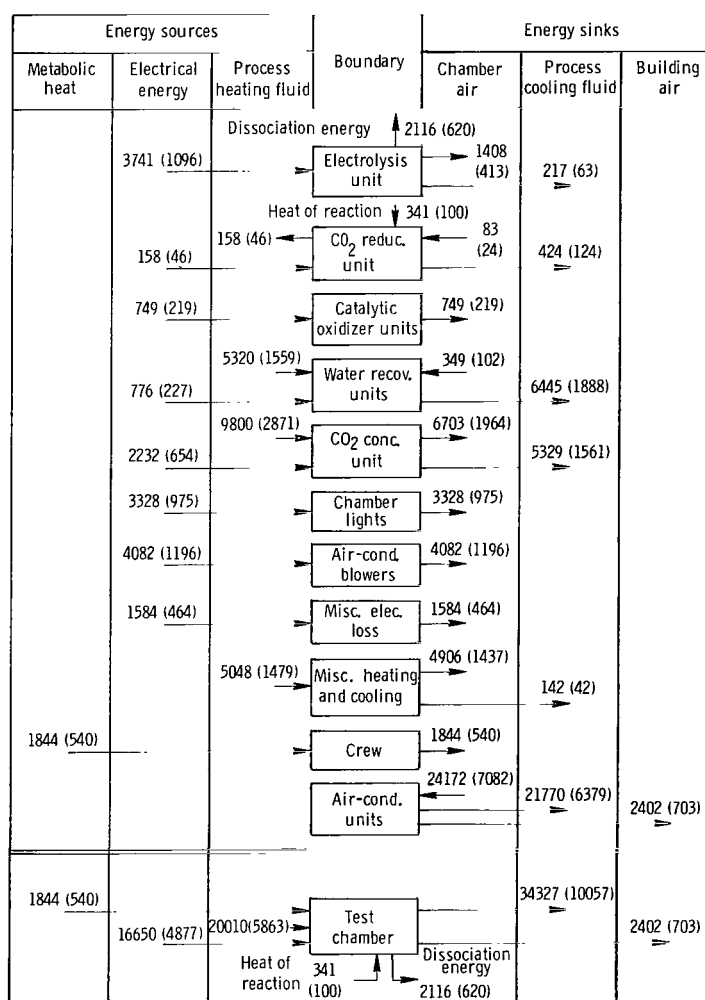 Energy sources
Energy sinks
Metabolic heat
Electrical energy
Process heating fluid
Boundary
Chamber air
Process cooling fluid
Building air
Dissociation energy 2116 (620)
3741 (1096)
Electrolysis unit
1408 (413)
217 (63)
Heat of reaction 341 (100)
158 (46)
158 (46)
CO2 reduc. unit
83 (24)
424 (124)
749 (219)
Catalytic oxidizer units
749 (219)
5320 (1559)
776 (227)
Water recov. units
349 (102)
6445 (1888)
9800 (2871)
2232 (654)
CO2 conc. unit
6703 (1964)
5329 (1561)
3328 (975)
Chamber lights
3328 (975)
4082 (1196)
Air-cond. blowers
4082 (1196)
1584 (464)
Misc. elec. loss
1584 (464)
5048 (1479)
Misc. heating and cooling
4906 (1437)
142 (42)
1844 (540)
Crew
1844 (540)
Air-cond. units
24172 (7082)
21770 (6379)
2402 (703)
1844 (540)
16650 (4877)
20010(5863)
Test chamber
34327 (10057)
2402 (703)
Heat of reaction
341 (100)
Dissociation energy
2116 (620)